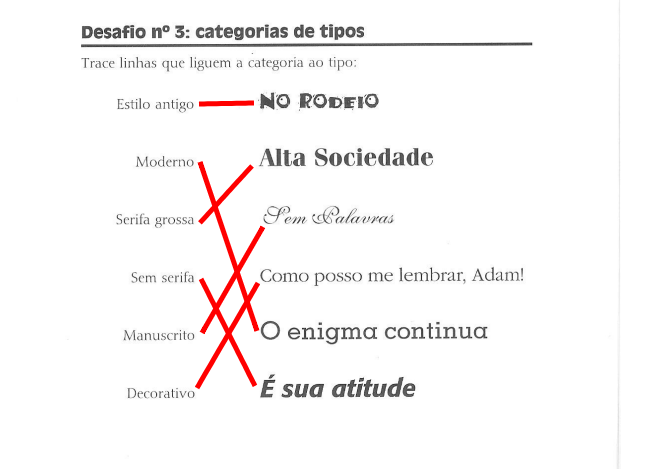 Desafio nº 3: categorias de tipos
Trace linhas que liguem a categoria ao tipo:
Estilo antigo NO RODEIO
Moderno Alta Sociedade
Serifa grossa Sem Palavras
Sem serifa Como posso me lembrar, Adam!
Manuscrito O enigma continua
Decorativo É sua atitude